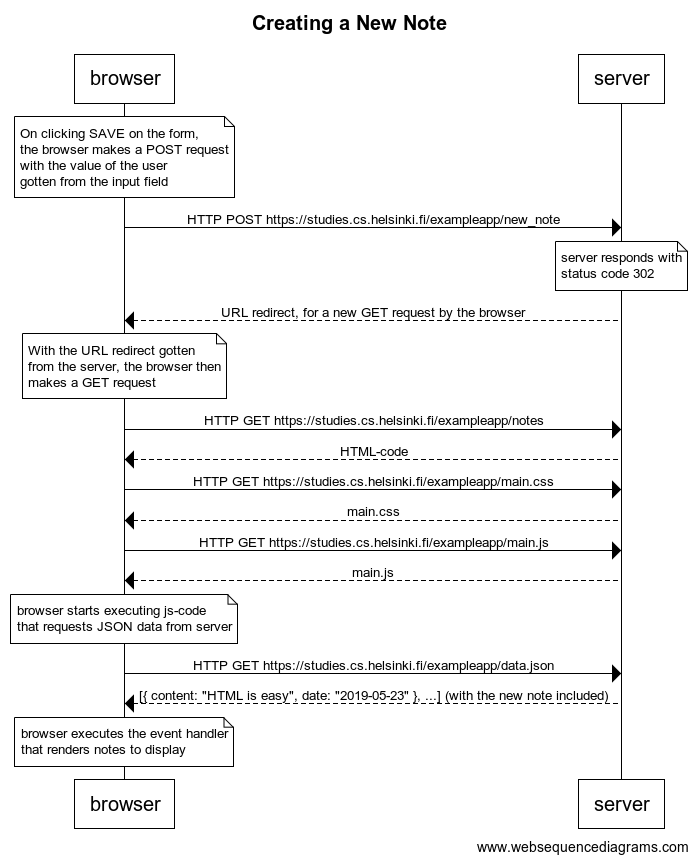 Creating a New Note
browser
server
On clicking SAVE on the form,
the browser makes a POST request
with the value of the user
gotten from the input field
HTTP POST https://studies.cs.helsinki.fi/exampleapp/new_note
server responds with
status code 302
URL redirect, for a new GET request by the browser
With the URL redirect gotten
from the server, the browser then
makes a GET request
HTTP GET https://studies.cs.helsinki.fi/exampleapp/notes
HTML-code
HTTP GET https://studies.cs.helsinki.fi/exampleapp/main.css
main.css
HTTP GET https://studies.cs.helsinki.fi/exampleapp/main.js
main.js
browser starts executing js-code
that requests JSON data from server
HTTP GET https://studies.cs.helsinki.fi/exampleapp/data.json
[{ content: "HTML is easy", date: "2019-05-23" }, ...] (with the new note included)
browser executes the event handler
that renders notes to display
browser
server
www.websequencediagrams.com